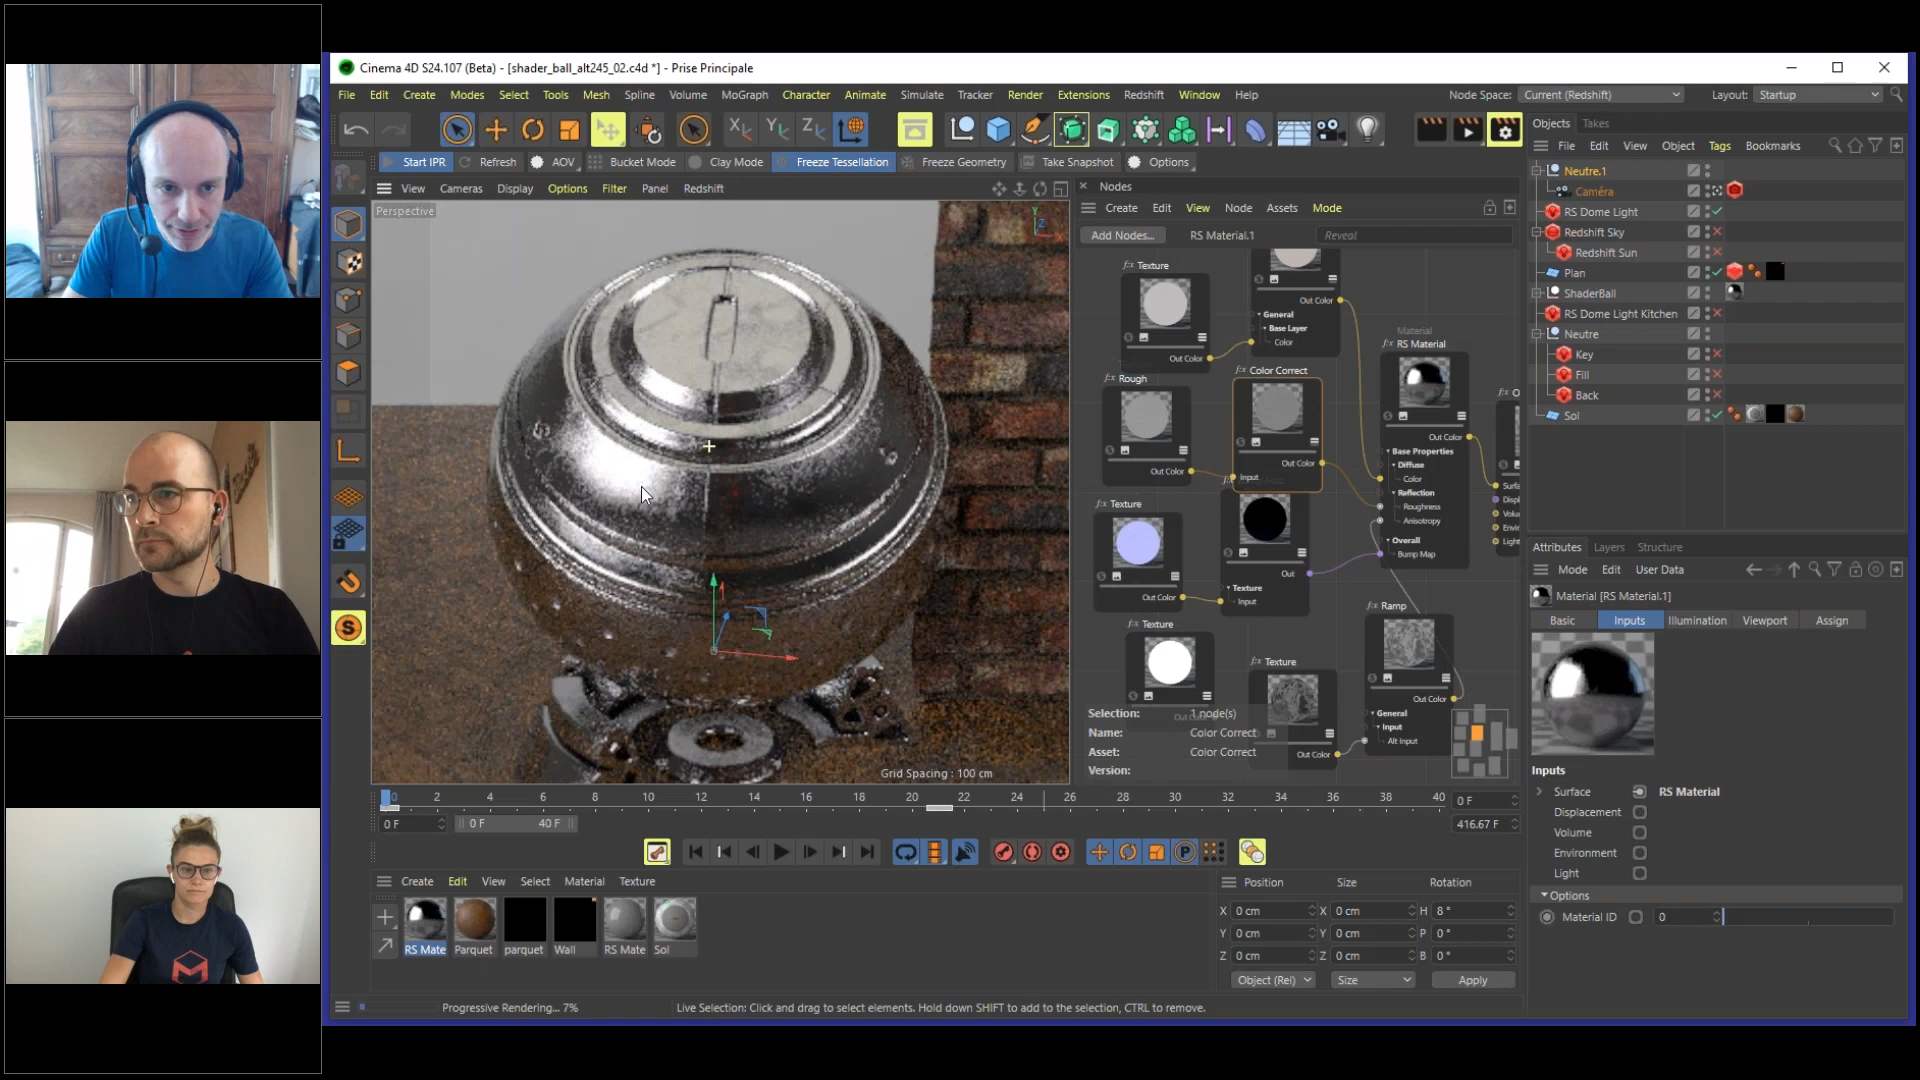 Cinema 4D S24.107 (Beta) - [shader_ball_alt245_02.c4d *] - Prise Principale
File Edit Create Modes Select Tools Mesh Spline Volume MoGraph Character Animate Simulate Tracker Render Extensions Redshift Window Help
Node Space: Current (Redshift) Layout: Startup
X Y Z
Start IPR Refresh AOV Bucket Mode Clay Mode Freeze Tessellation Freeze Geometry Take Snapshot Options
View Cameras Display Options Filter Panel Redshift
Perspective
Y
Z
X
Grid Spacing : 100 cm
Nodes
Create Edit View Node Assets Mode
Add Nodes... RS Material.1 Reveal
Texture
Out Color
Out Color
General
Base Layer
Color
Rough
Out Color
Color Correct
Out Color
Input
Material
RS Material
Out Color
Base Properties
Diffuse
Color
Reflection
Roughness
Anisotropy
Overall
Bump Map
Texture
Out Color
Out
Texture
Input
Texture
Texture
Out Color
Ramp
Out Color
General
Input
Alt Input
Light
Selection: 1 node(s)
Name: Color Correct
Asset: Color Correct
Version:
Objects Takes
File Edit View Object Tags Bookmarks
Neutre.1
Caméra
RS Dome Light
Redshift Sky
Redshift Sun
Plan
ShaderBall
RS Dome Light Kitchen
Neutre
Key
Fill
Back
Sol
Attributes Layers Structure
Mode Edit User Data
Material [RS Material.1]
Basic Inputs Illumination Viewport Assign
Inputs
Surface RS Material
Displacement
Volume
Environment
Light
Options
Material ID 0
0 2 4 6 8 10 12 14 16 18 20 22 24 26 28 30 32 34 36 38 40 0 F
0 F 0 F 40 F 416.67 F
P
S
Create Edit View Select Material Texture
RS Mate Parquet parquet Wall RS Mate Sol
Position Size Rotation
X 0 cm X 0 cm H 8 °
Y 0 cm Y 0 cm P 0 °
Z 0 cm Z 0 cm B 0 °
Object (Rel) Size Apply
Progressive Rendering... 7% Live Selection: Click and drag to select elements. Hold down SHIFT to add to the selection, CTRL to remove.